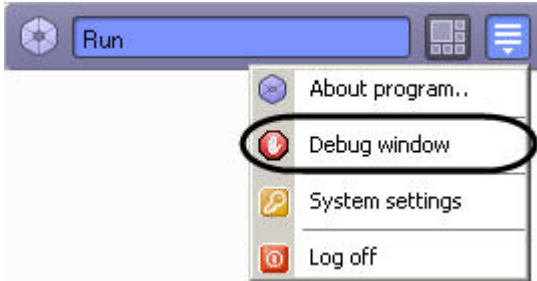 Run
About program..
Debug window
System settings
Log off